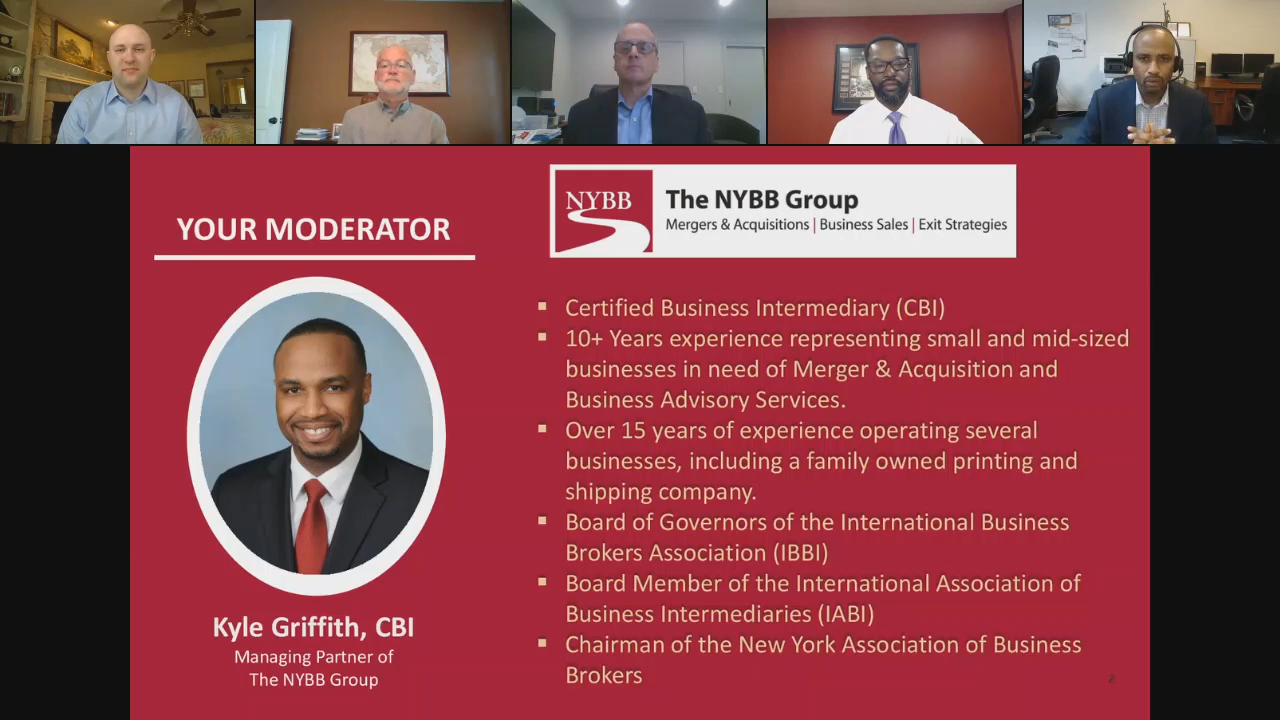 YOUR MODERATOR
Kyle Griffith, CBI
Managing Partner of
The NYBB Group
NYBB
The NYBB Group
Mergers & Acquisitions | Business Sales | Exit Strategies
▪ Certified Business Intermediary (CBI)
▪ 10+ Years experience representing small and mid-sized
businesses in need of Merger & Acquisition and
Business Advisory Services.
▪ Over 15 years of experience operating several
businesses, including a family owned printing and
shipping company.
▪ Board of Governors of the International Business
Brokers Association (IBBI)
▪ Board Member of the International Association of
Business Intermediaries (IABI)
▪ Chairman of the New York Association of Business
Brokers
2